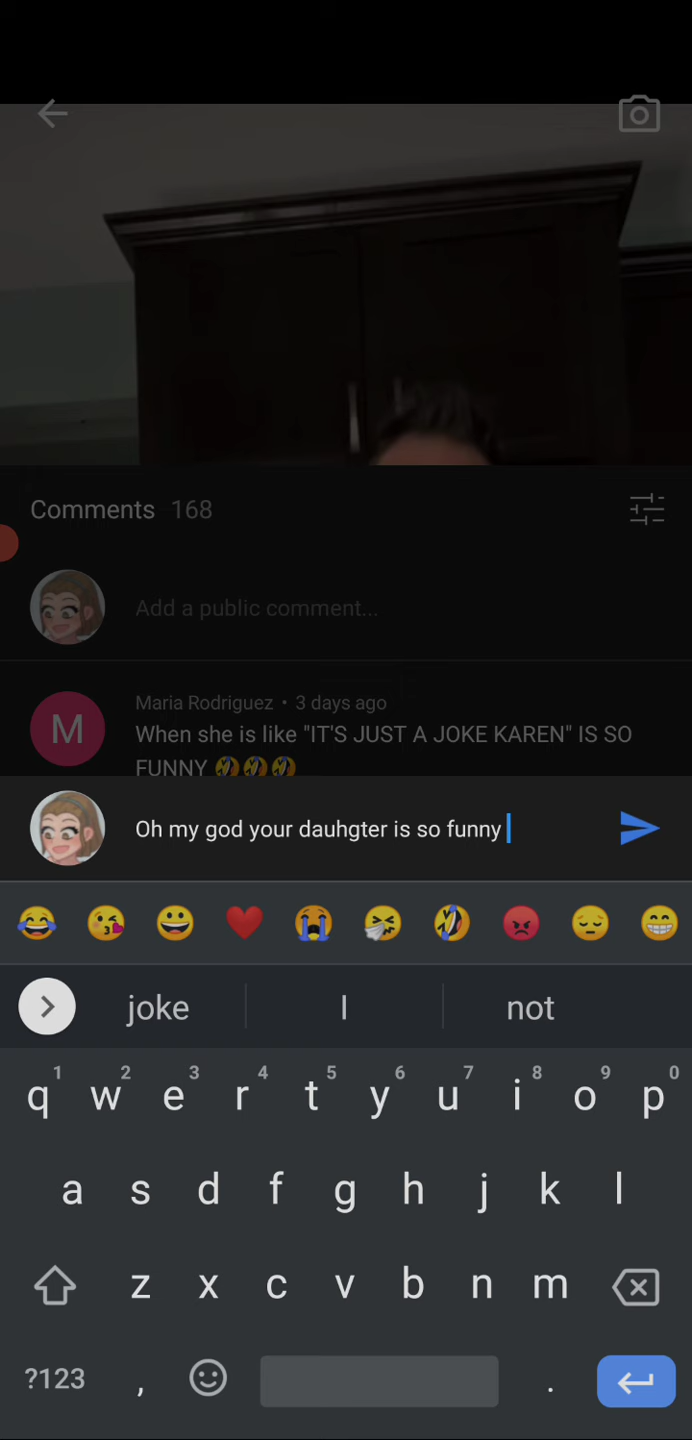 Comments 168
Add a public comment...
M
Maria Rodriguez • 3 days ago
When she is like "IT'S JUST A JOKE KAREN" IS SO
FUNNY 🤣🤣🤣
Oh my god your dauhgter is so funny
😂 😘 😀 ❤️ 😭 🤧 🤣 😡 😔 😁
joke I not
1 2 3 4 5 6 7 8 9 0
q w e r t y u i o p
a s d f g h j k l
z x c v b n m
?123 , .